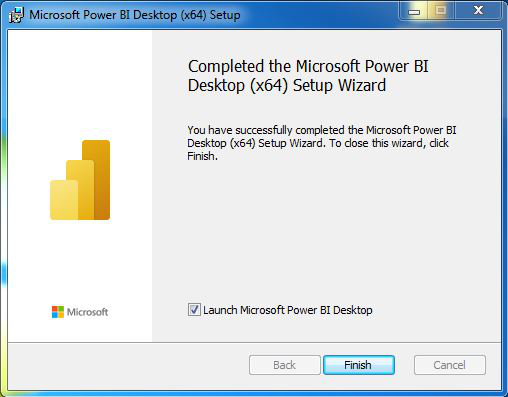 Microsoft Power BI Desktop (x64) Setup
Completed the Microsoft Power BI
Desktop (x64) Setup Wizard
You have successfully completed the Microsoft Power BI
Desktop (x64) Setup Wizard. To close this wizard, click
Finish.
Microsoft
Launch Microsoft Power BI Desktop
Back
Finish
Cancel